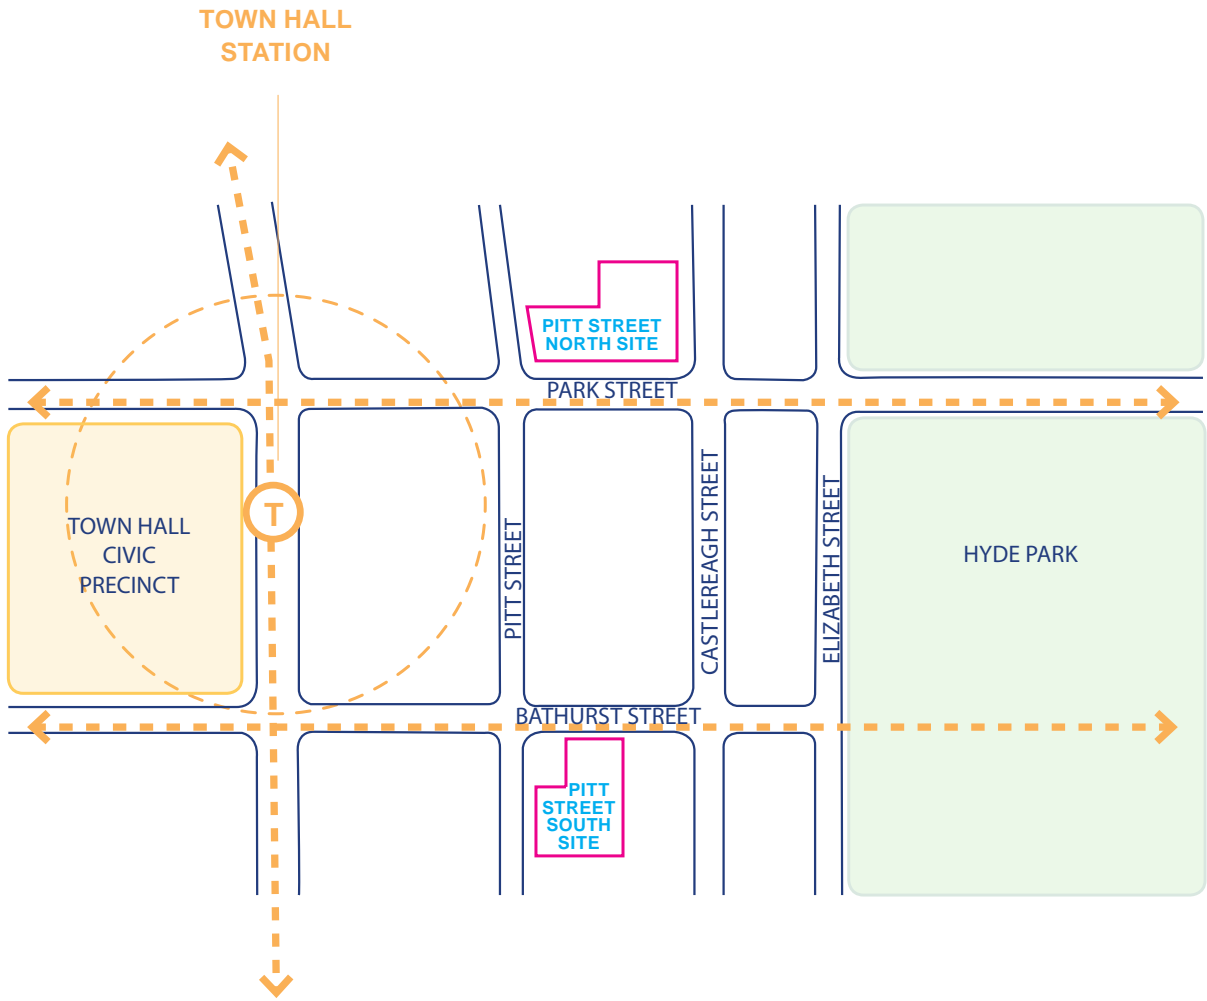 TOWN HALL
STATION
PITT STREET
NORTH SITE
PARK STREET
T
TOWN HALL
CIVIC
PRECINCT
PITT STREET
CASTLEREAGH STREET
ELIZABETH STREET
HYDE PARK
BATHURST STREET
PITT
STREET
SOUTH
SITE